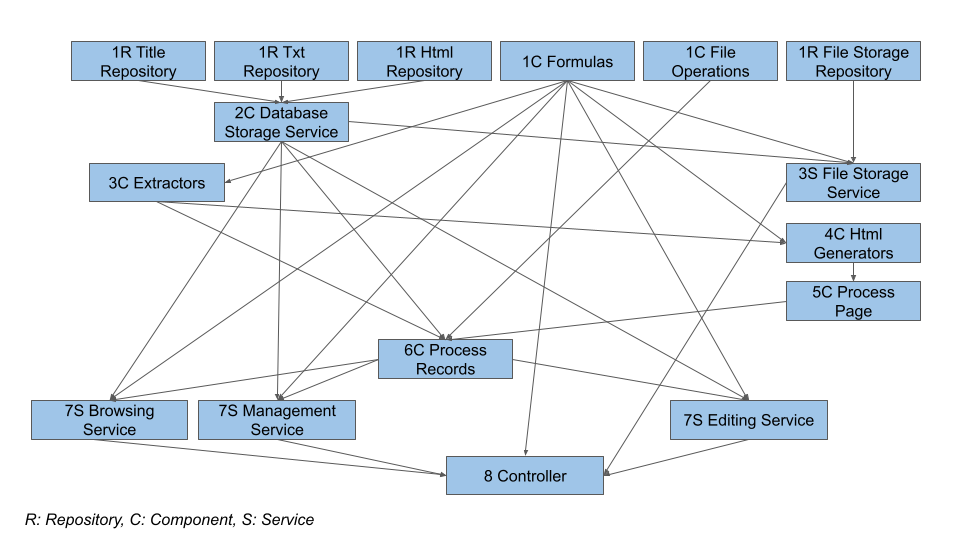 1R Title
Repository
1R Txt
Repository
1R Html
Repository
1C Formulas
1C File
Operations
1R File Storage
Repository
2C Database
Storage Service
3C Extractors
3S File Storage
Service
4C Html
Generators
5C Process
Page
6C Process
Records
7S Browsing
Service
7S Management
Service
7S Editing Service
8 Controller
R: Repository, C: Component, S: Service